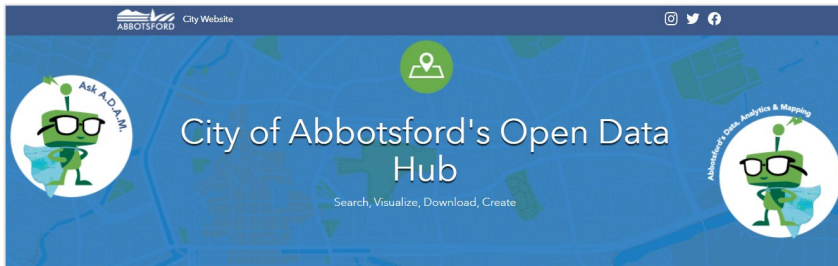 ABBOTSFORD
City Website
Ask A.D.A.M.
City of Abbotsford's Open Data
Hub
Search, Visualize, Download, Create
Abbotsford's Data, Analytics & Mapping